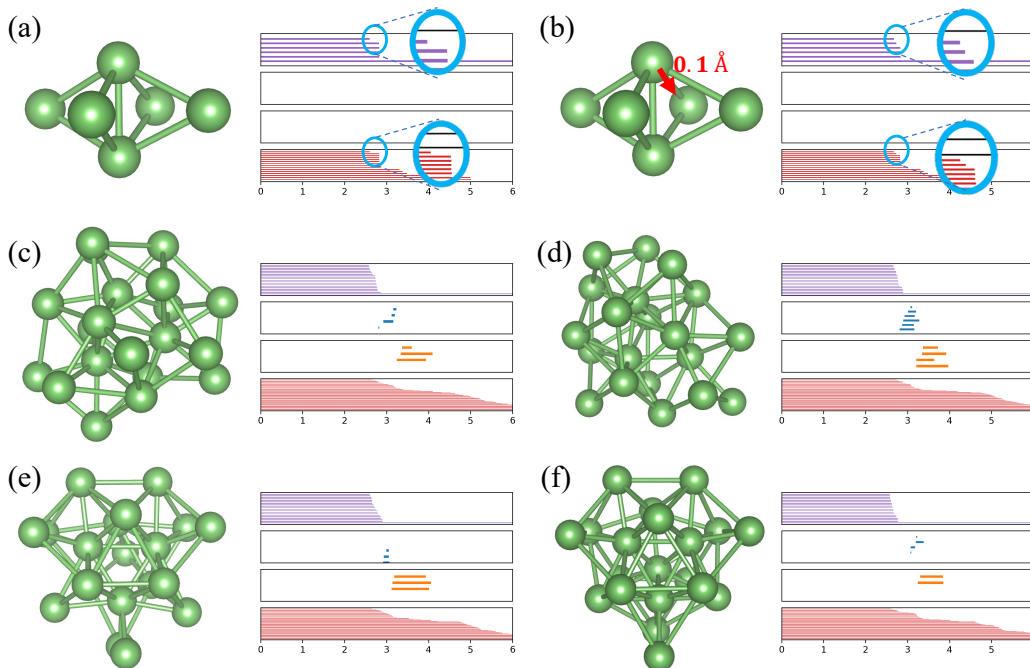 (a)
0 1 2 3 4 5 6
(b)
0.1 Å
0 1 2 3 4 5
(c)
0 1 2 3 4 5 6
(d)
0 1 2 3 4 5
(e)
0 1 2 3 4 5 6
(f)
0 1 2 3 4 5